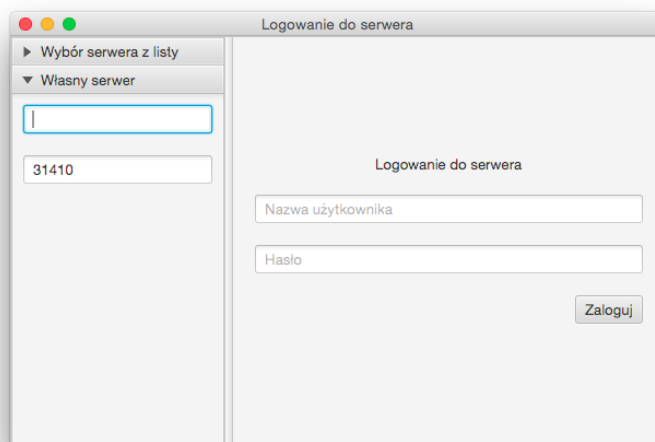 Logowanie do serwera
Wybór serwera z listy
Własny serwer
31410
Logowanie do serwera
Nazwa użytkownika
Hasło
Zaloguj